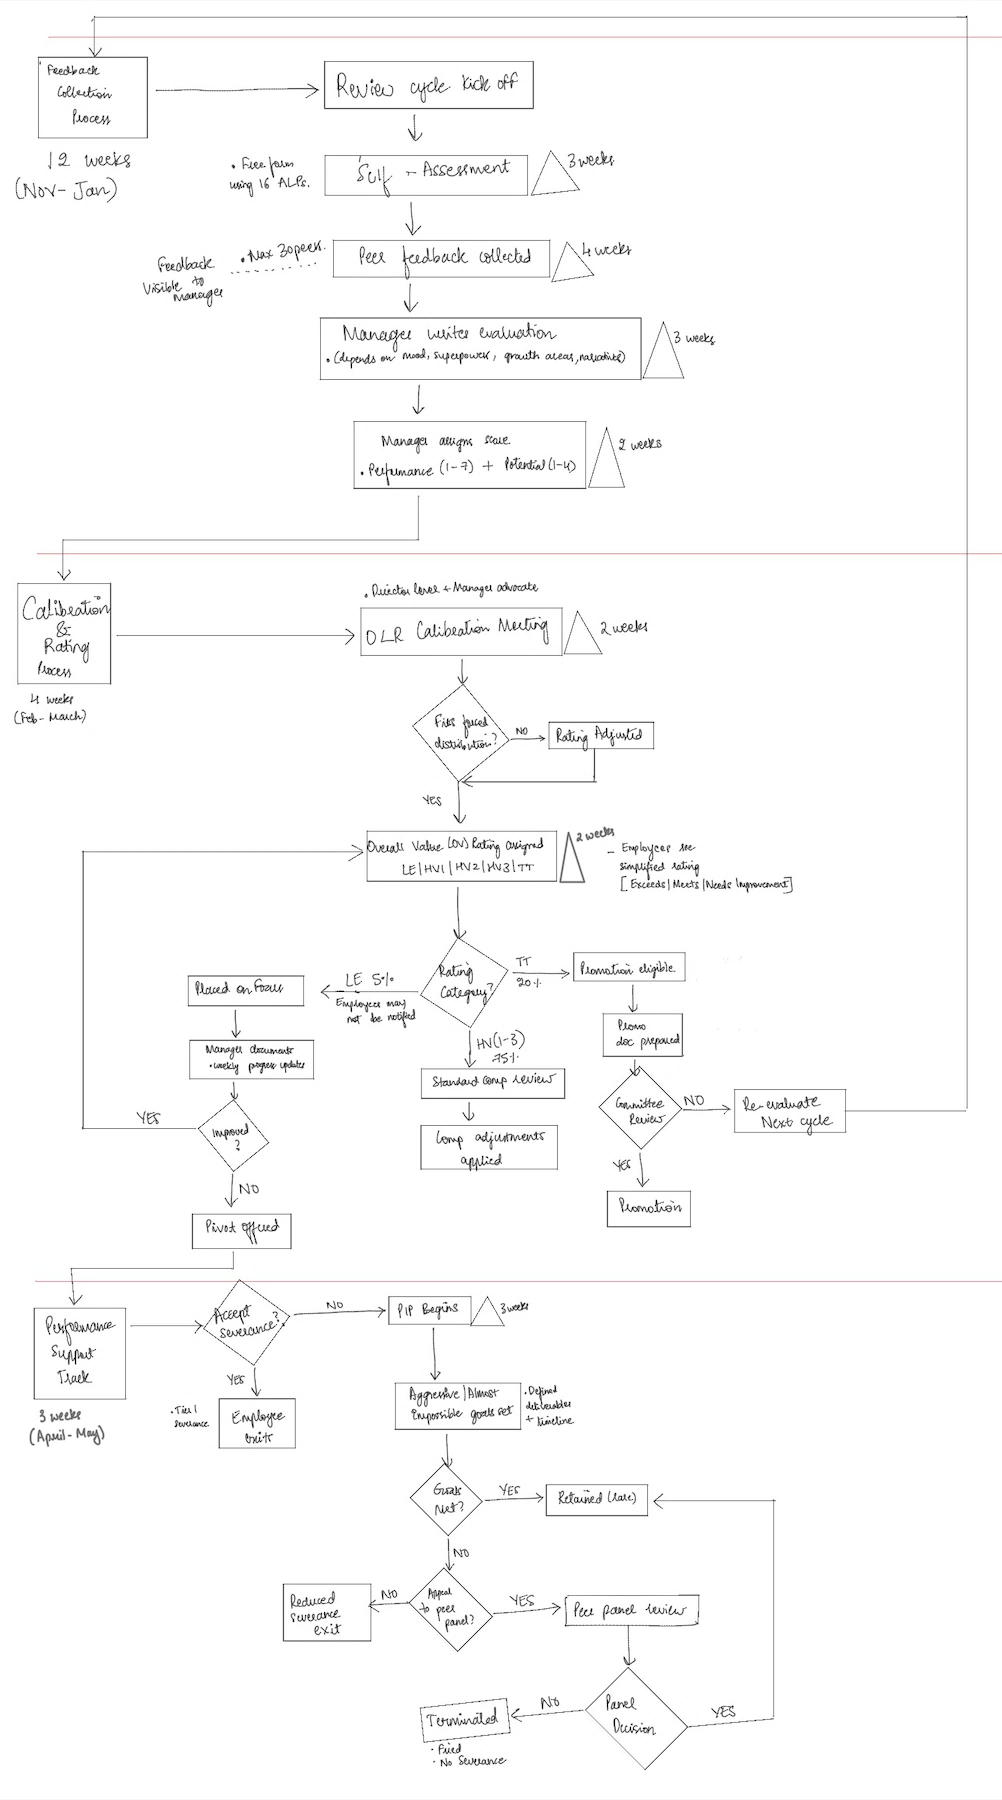 Feedback
Collection
Process
12 weeks
(Nov- Jan)
Review cycle kick off
• Free form
using 16 ALPs.
Self - Assessment
3 weeks
Feedback
Visible to
Manager
• Max 30 peers.
Peer feedback collected
4 weeks
Manager writes evaluation
• (depends on mood, superpowers, growth areas, narratives)
3 weeks
Manager assigns score
• Performance (1-7) + Potential (1-4)
2 weeks
Calibration
&
Rating
Process
4 weeks
(Feb-March)
• Director level + Manager advocate
OLR Calibration Meeting
2 weeks
Fits forced
distribution?
NO
Rating Adjusted
YES
Overall Value (OV) Rating assigned
LE | HV1 | HV2 | HV3 | TT
2 weeks
- Employees see
simplified rating
[Exceeds | Meets | Needs Improvement]
Rating
Category?
LE 5%
Employees may
not be notified
TT
20%
HV (1-3)
75%
Placed on Focus
Manager documents
• weekly progress updates
Improved
?
YES
NO
Pivot offered
Standard comp review
Comp adjustments
applied
Promotion eligible
Promo
doc prepared
Committee
Review
NO
Re-evaluate
Next cycle
YES
Promotion
Performance
Support
Track
3 weeks
(April-May)
Accept
severance?
NO
YES
• Tier 1
severance
Employee
exits
PIP Begins
3 weeks
Aggressive | Almost
impossible goals set
• Defined
deliverables
+ timeline
Goals
met?
YES
Retained (rare)
NO
Appeal
to peer
panel?
NO
Reduced
severance
exit
YES
Peer panel review
Panel
Decision
NO
Terminated
• Fired
• No Severance
YES